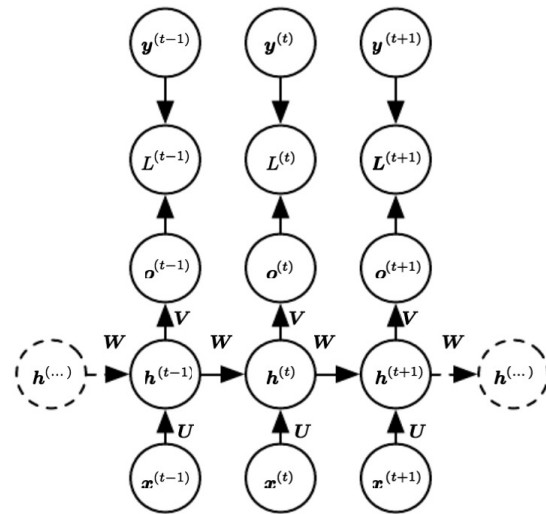 y^(t−1) y^(t) y^(t+1)
L^(t−1) L^(t) L^(t+1)
o^(t−1) o^(t) o^(t+1)
V V V
W W W W
h^(...) h^(t−1) h^(t) h^(t+1) h^(...)
U U U
x^(t−1) x^(t) x^(t+1)